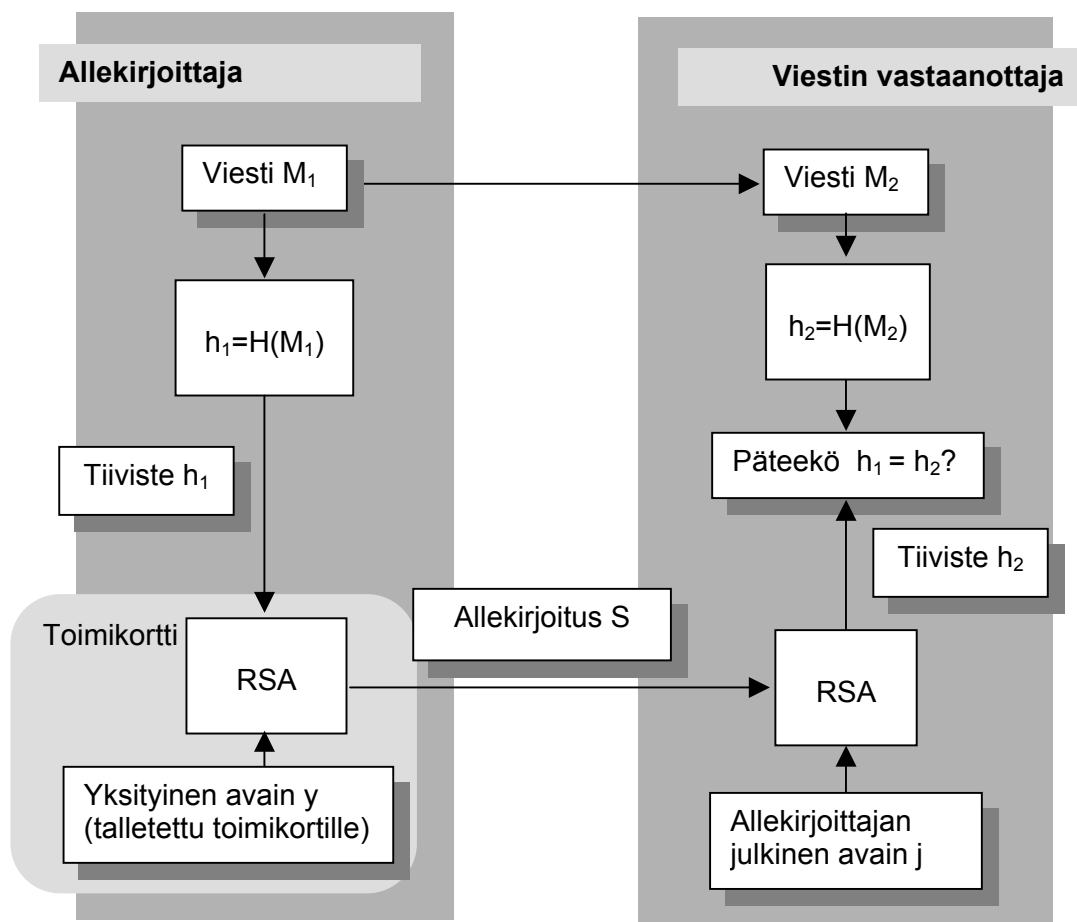 Allekirjoittaja
Viestin vastaanottaja
Viesti M₁
Viesti M₂
h₁=H(M₁)
h₂=H(M₂)
Tiiviste h₁
Päteekö h₁ = h₂?
Tiiviste h₂
Allekirjoitus S
Toimikortti
RSA
RSA
Yksityinen avain y
(talletettu toimikortille)
Allekirjoittajan
julkinen avain j